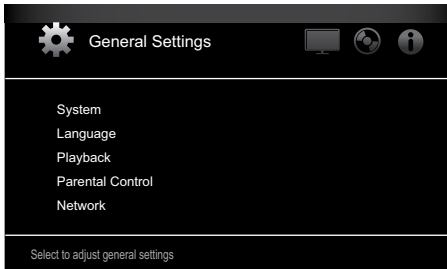 General Settings
System
Language
Playback
Parental Control
Network
Select to adjust general settings